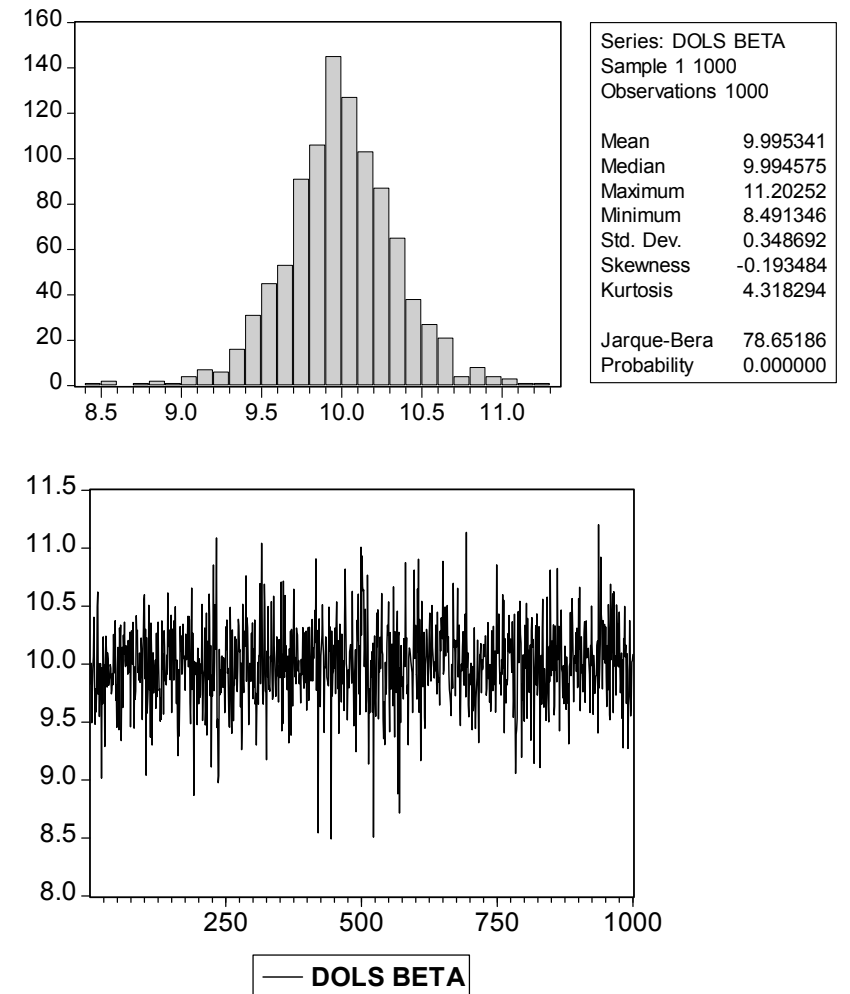 160
140
120
100
80
60
40
20
0
8.5 9.0 9.5 10.0 10.5 11.0
Series: DOLS BETA
Sample 1 1000
Observations 1000
Mean 9.995341
Median 9.994575
Maximum 11.20252
Minimum 8.491346
Std. Dev. 0.348692
Skewness -0.193484
Kurtosis 4.318294
Jarque-Bera 78.65186
Probability 0.000000
11.5
11.0
10.5
10.0
9.5
9.0
8.5
8.0
250 500 750 1000
DOLS BETA